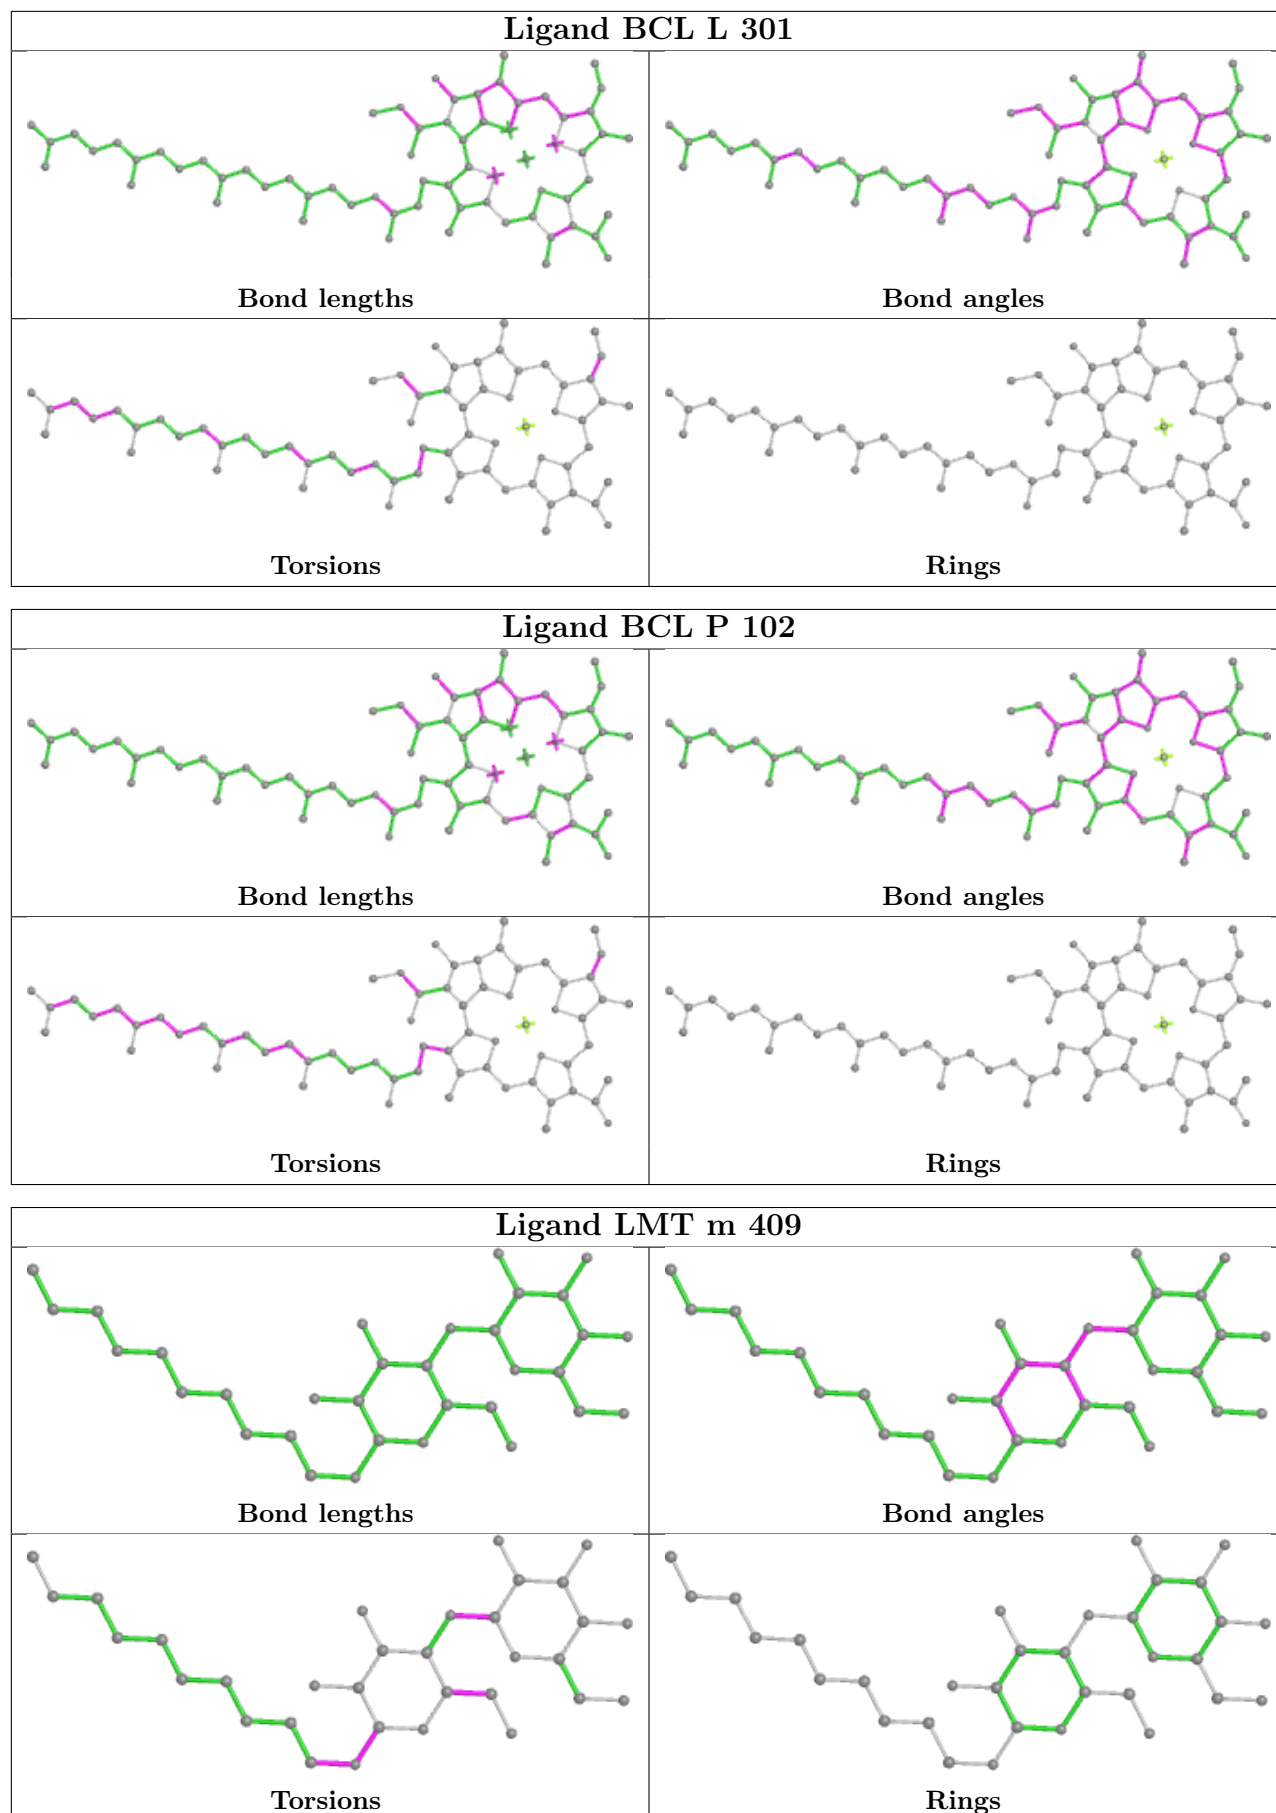 Ligand BCL L 301
Bond lengths
Bond angles
Torsions
Rings
Ligand BCL P 102
Bond lengths
Bond angles
Torsions
Rings
Ligand LMT m 409
Bond lengths
Bond angles
Torsions
Rings